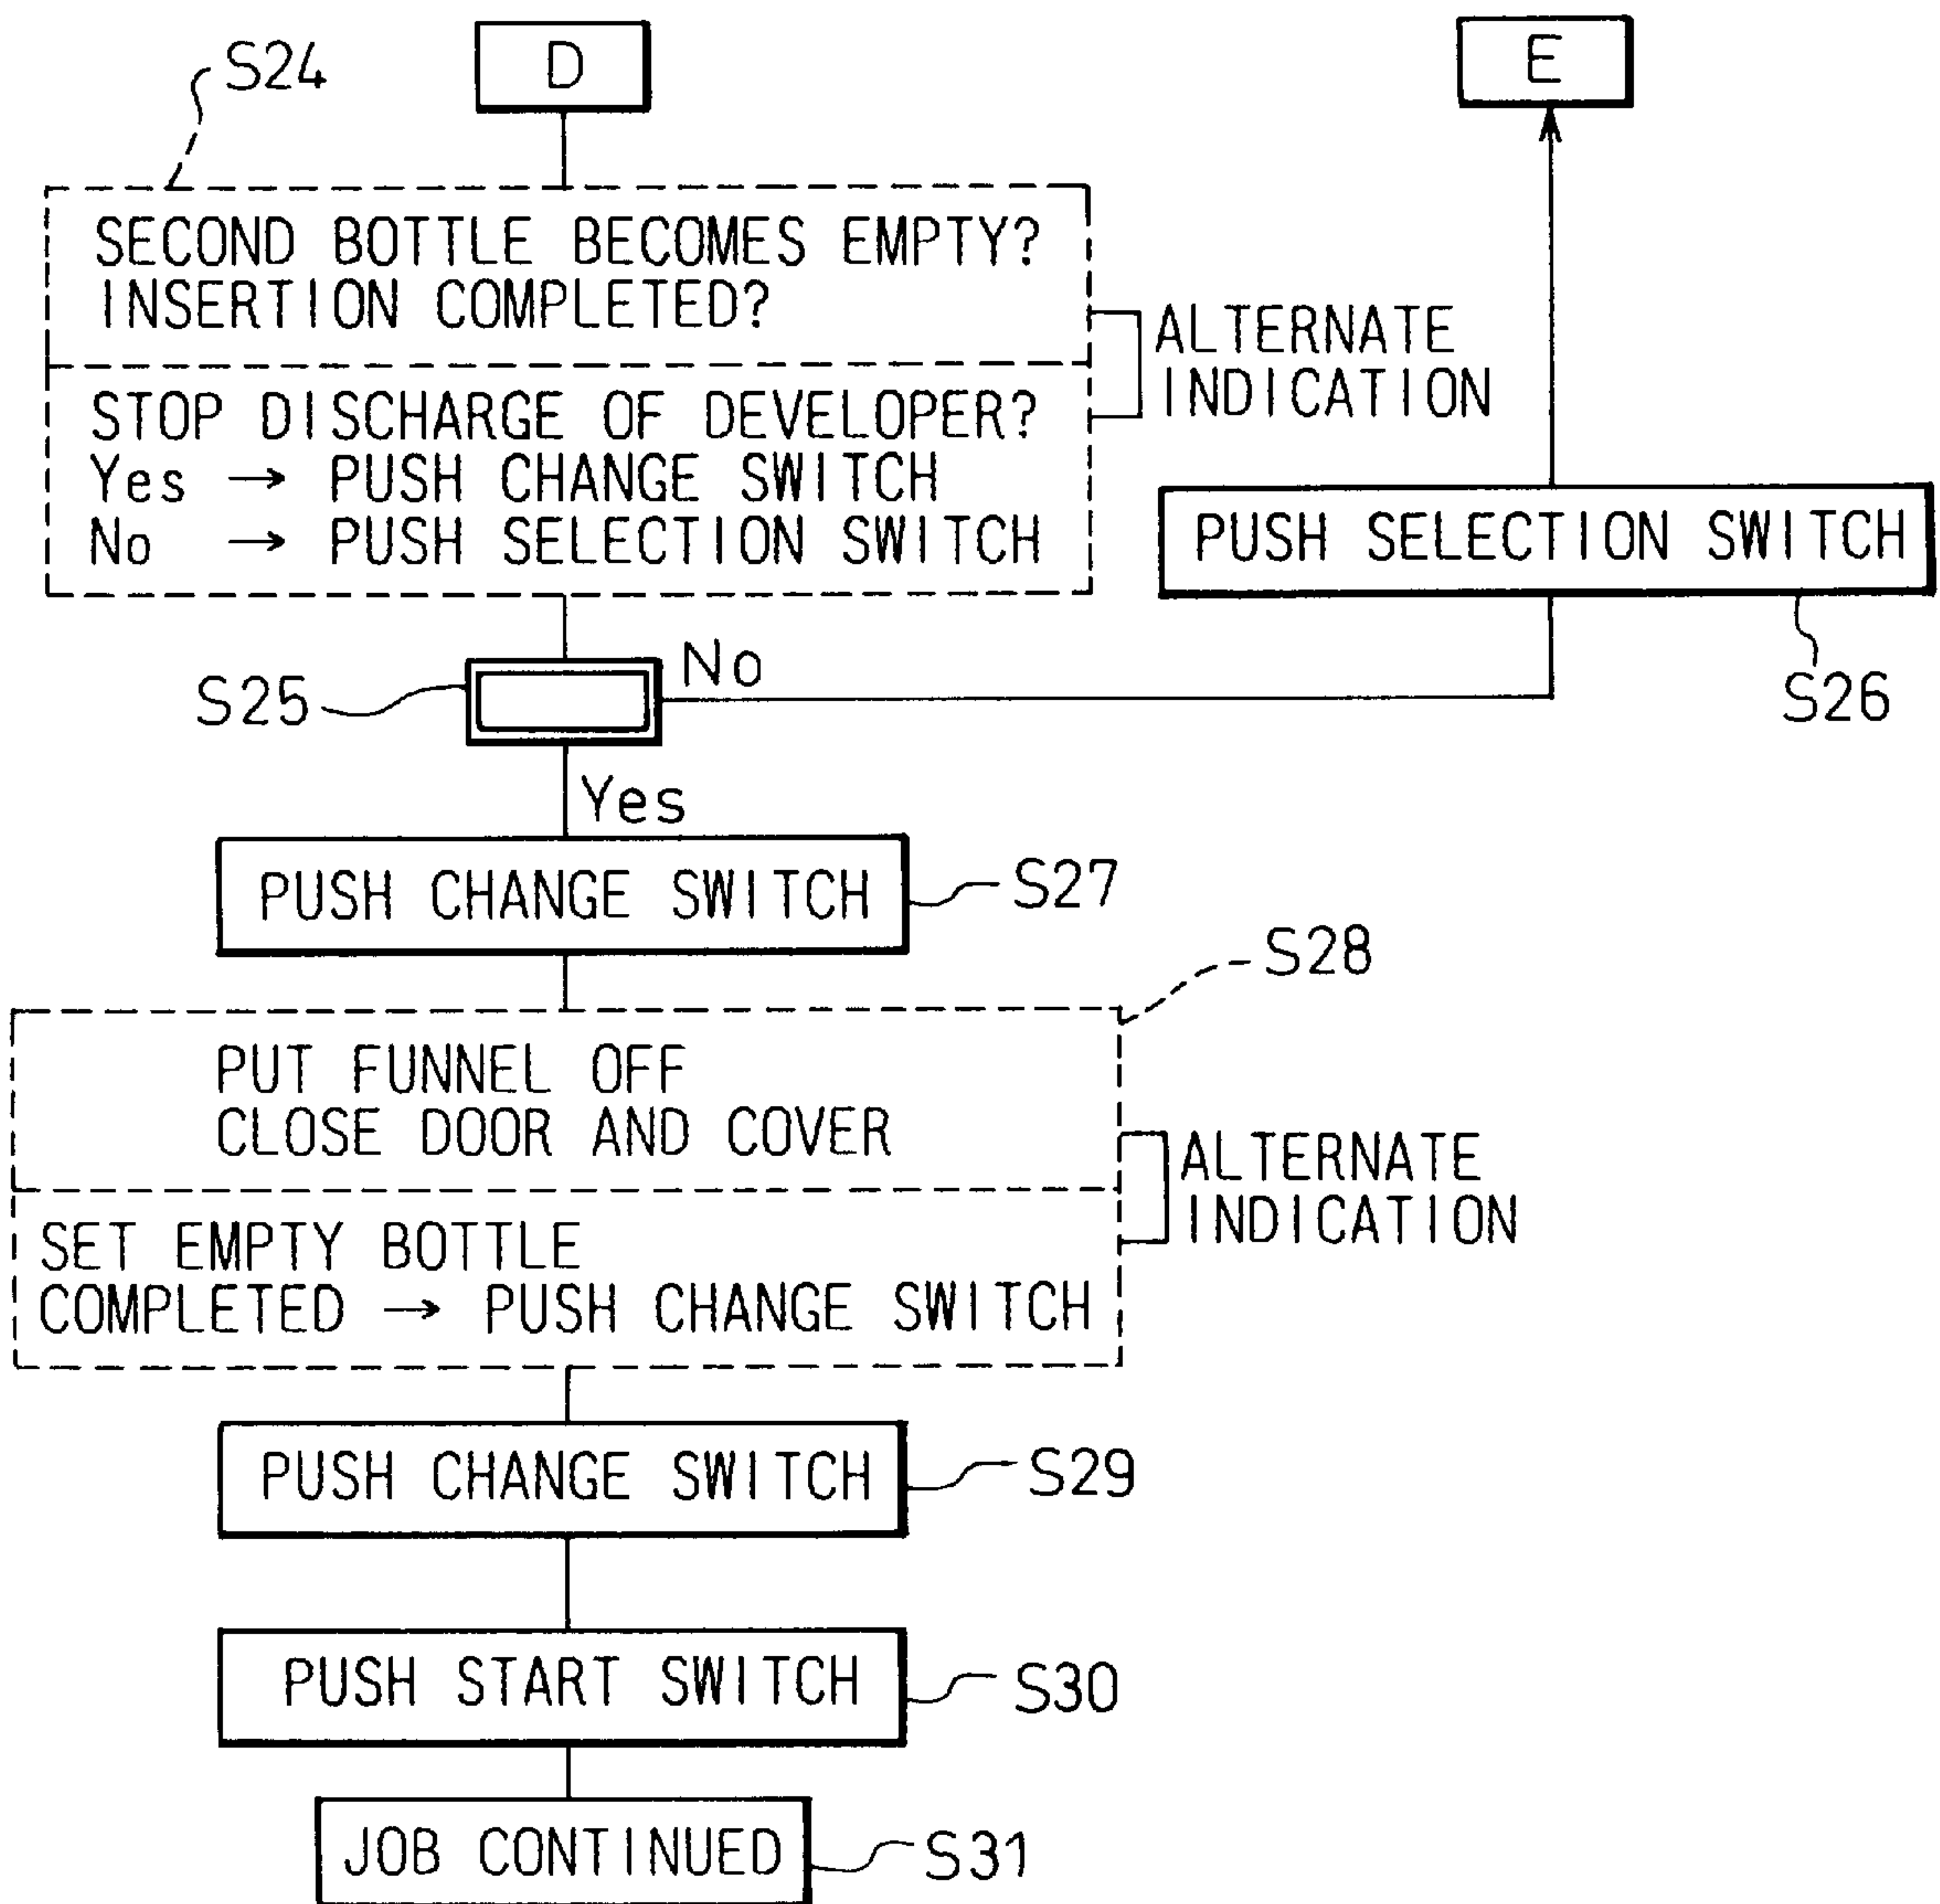 D
E
S24
SECOND BOTTLE BECOMES EMPTY?
INSERTION COMPLETED?
ALTERNATE
INDICATION
STOP DISCHARGE OF DEVELOPER?
Yes → PUSH CHANGE SWITCH
No → PUSH SELECTION SWITCH
PUSH SELECTION SWITCH
S26
S25
No
Yes
PUSH CHANGE SWITCH
S27
S28
PUT FUNNEL OFF
CLOSE DOOR AND COVER
ALTERNATE
INDICATION
SET EMPTY BOTTLE
COMPLETED → PUSH CHANGE SWITCH
PUSH CHANGE SWITCH
S29
PUSH START SWITCH
S30
JOB CONTINUED
S31